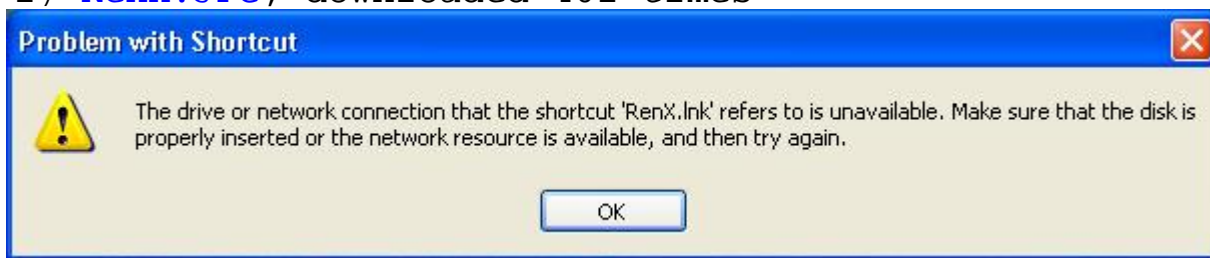 Problem with Shortcut
The drive or network connection that the shortcut 'RenX.lnk' refers to is unavailable. Make sure that the disk is
properly inserted or the network resource is available, and then try again.
OK